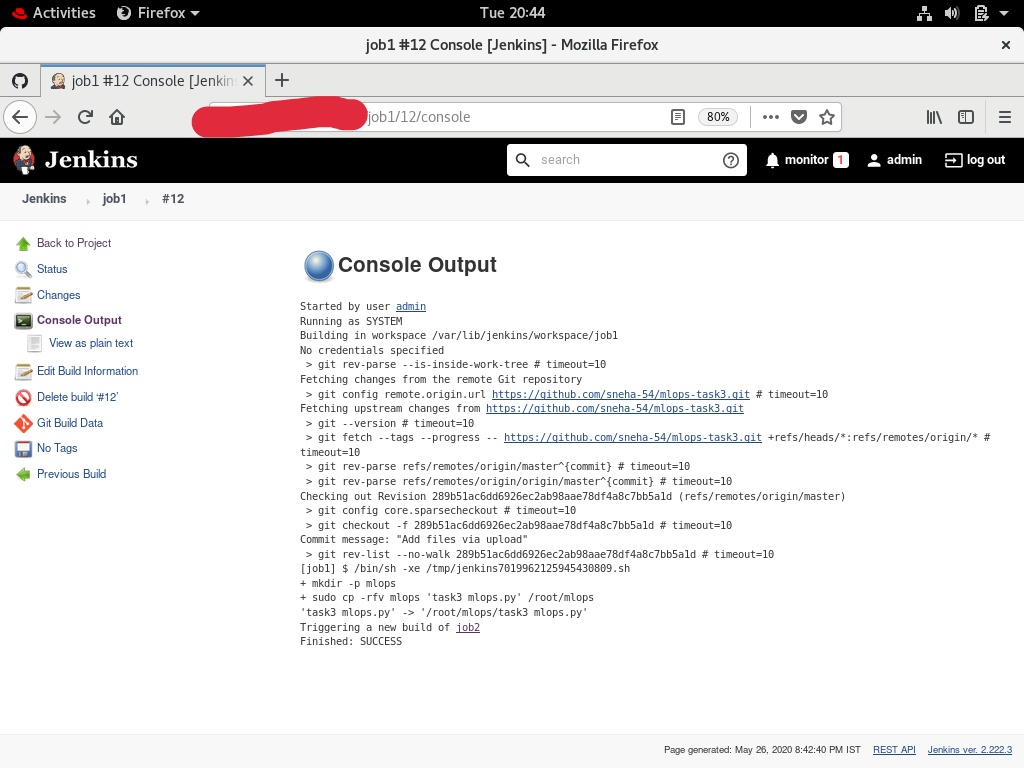 Activities Firefox Tue 20:44
job1 #12 Console [Jenkins] - Mozilla Firefox
job1 #12 Console [Jenkin
job1/12/console 80%
Jenkins search monitor 1 admin log out
Jenkins job1 #12
Back to Project
Status
Changes
Console Output
View as plain text
Edit Build Information
Delete build ‘#12’
Git Build Data
No Tags
Previous Build
Console Output
Started by user admin
Running as SYSTEM
Building in workspace /var/lib/jenkins/workspace/job1
No credentials specified
> git rev-parse --is-inside-work-tree # timeout=10
Fetching changes from the remote Git repository
> git config remote.origin.url https://github.com/sneha-54/mlops-task3.git # timeout=10
Fetching upstream changes from https://github.com/sneha-54/mlops-task3.git
> git --version # timeout=10
> git fetch --tags --progress -- https://github.com/sneha-54/mlops-task3.git +refs/heads/*:refs/remotes/origin/* #
timeout=10
> git rev-parse refs/remotes/origin/master^{commit} # timeout=10
> git rev-parse refs/remotes/origin/origin/master^{commit} # timeout=10
Checking out Revision 289b51ac6dd6926ec2ab98aae78df4a8c7bb5a1d (refs/remotes/origin/master)
> git config core.sparsecheckout # timeout=10
> git checkout -f 289b51ac6dd6926ec2ab98aae78df4a8c7bb5a1d # timeout=10
Commit message: "Add files via upload"
> git rev-list --no-walk 289b51ac6dd6926ec2ab98aae78df4a8c7bb5a1d # timeout=10
[job1] $ /bin/sh -xe /tmp/jenkins7019962125945430809.sh
+ mkdir -p mlops
+ sudo cp -rfv mlops 'task3 mlops.py' /root/mlops
'task3 mlops.py' -> '/root/mlops/task3 mlops.py'
Triggering a new build of job2
Finished: SUCCESS
Page generated: May 26, 2020 8:42:40 PM IST REST API Jenkins ver. 2.222.3